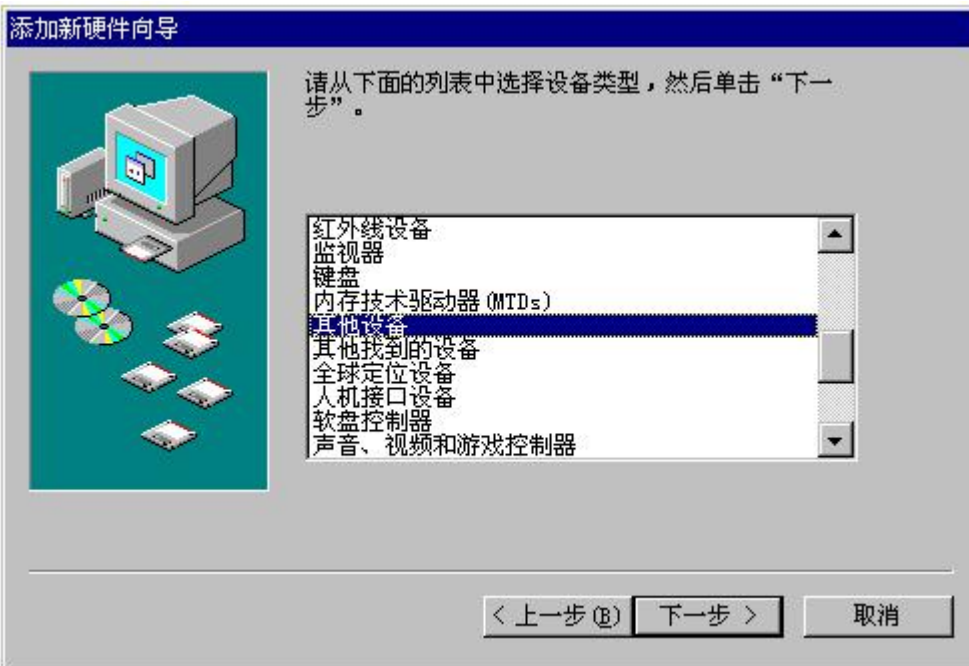 添加新硬件向导
请从下面的列表中选择设备类型，然后单击“下一
步”。
红外线设备
监视器
键盘
内存技术驱动器(MTDs)
其他设备
其他找到的设备
全球定位设备
人机接口设备
软盘控制器
声音、视频和游戏控制器
< 上一步(B) 下一步 > 取消